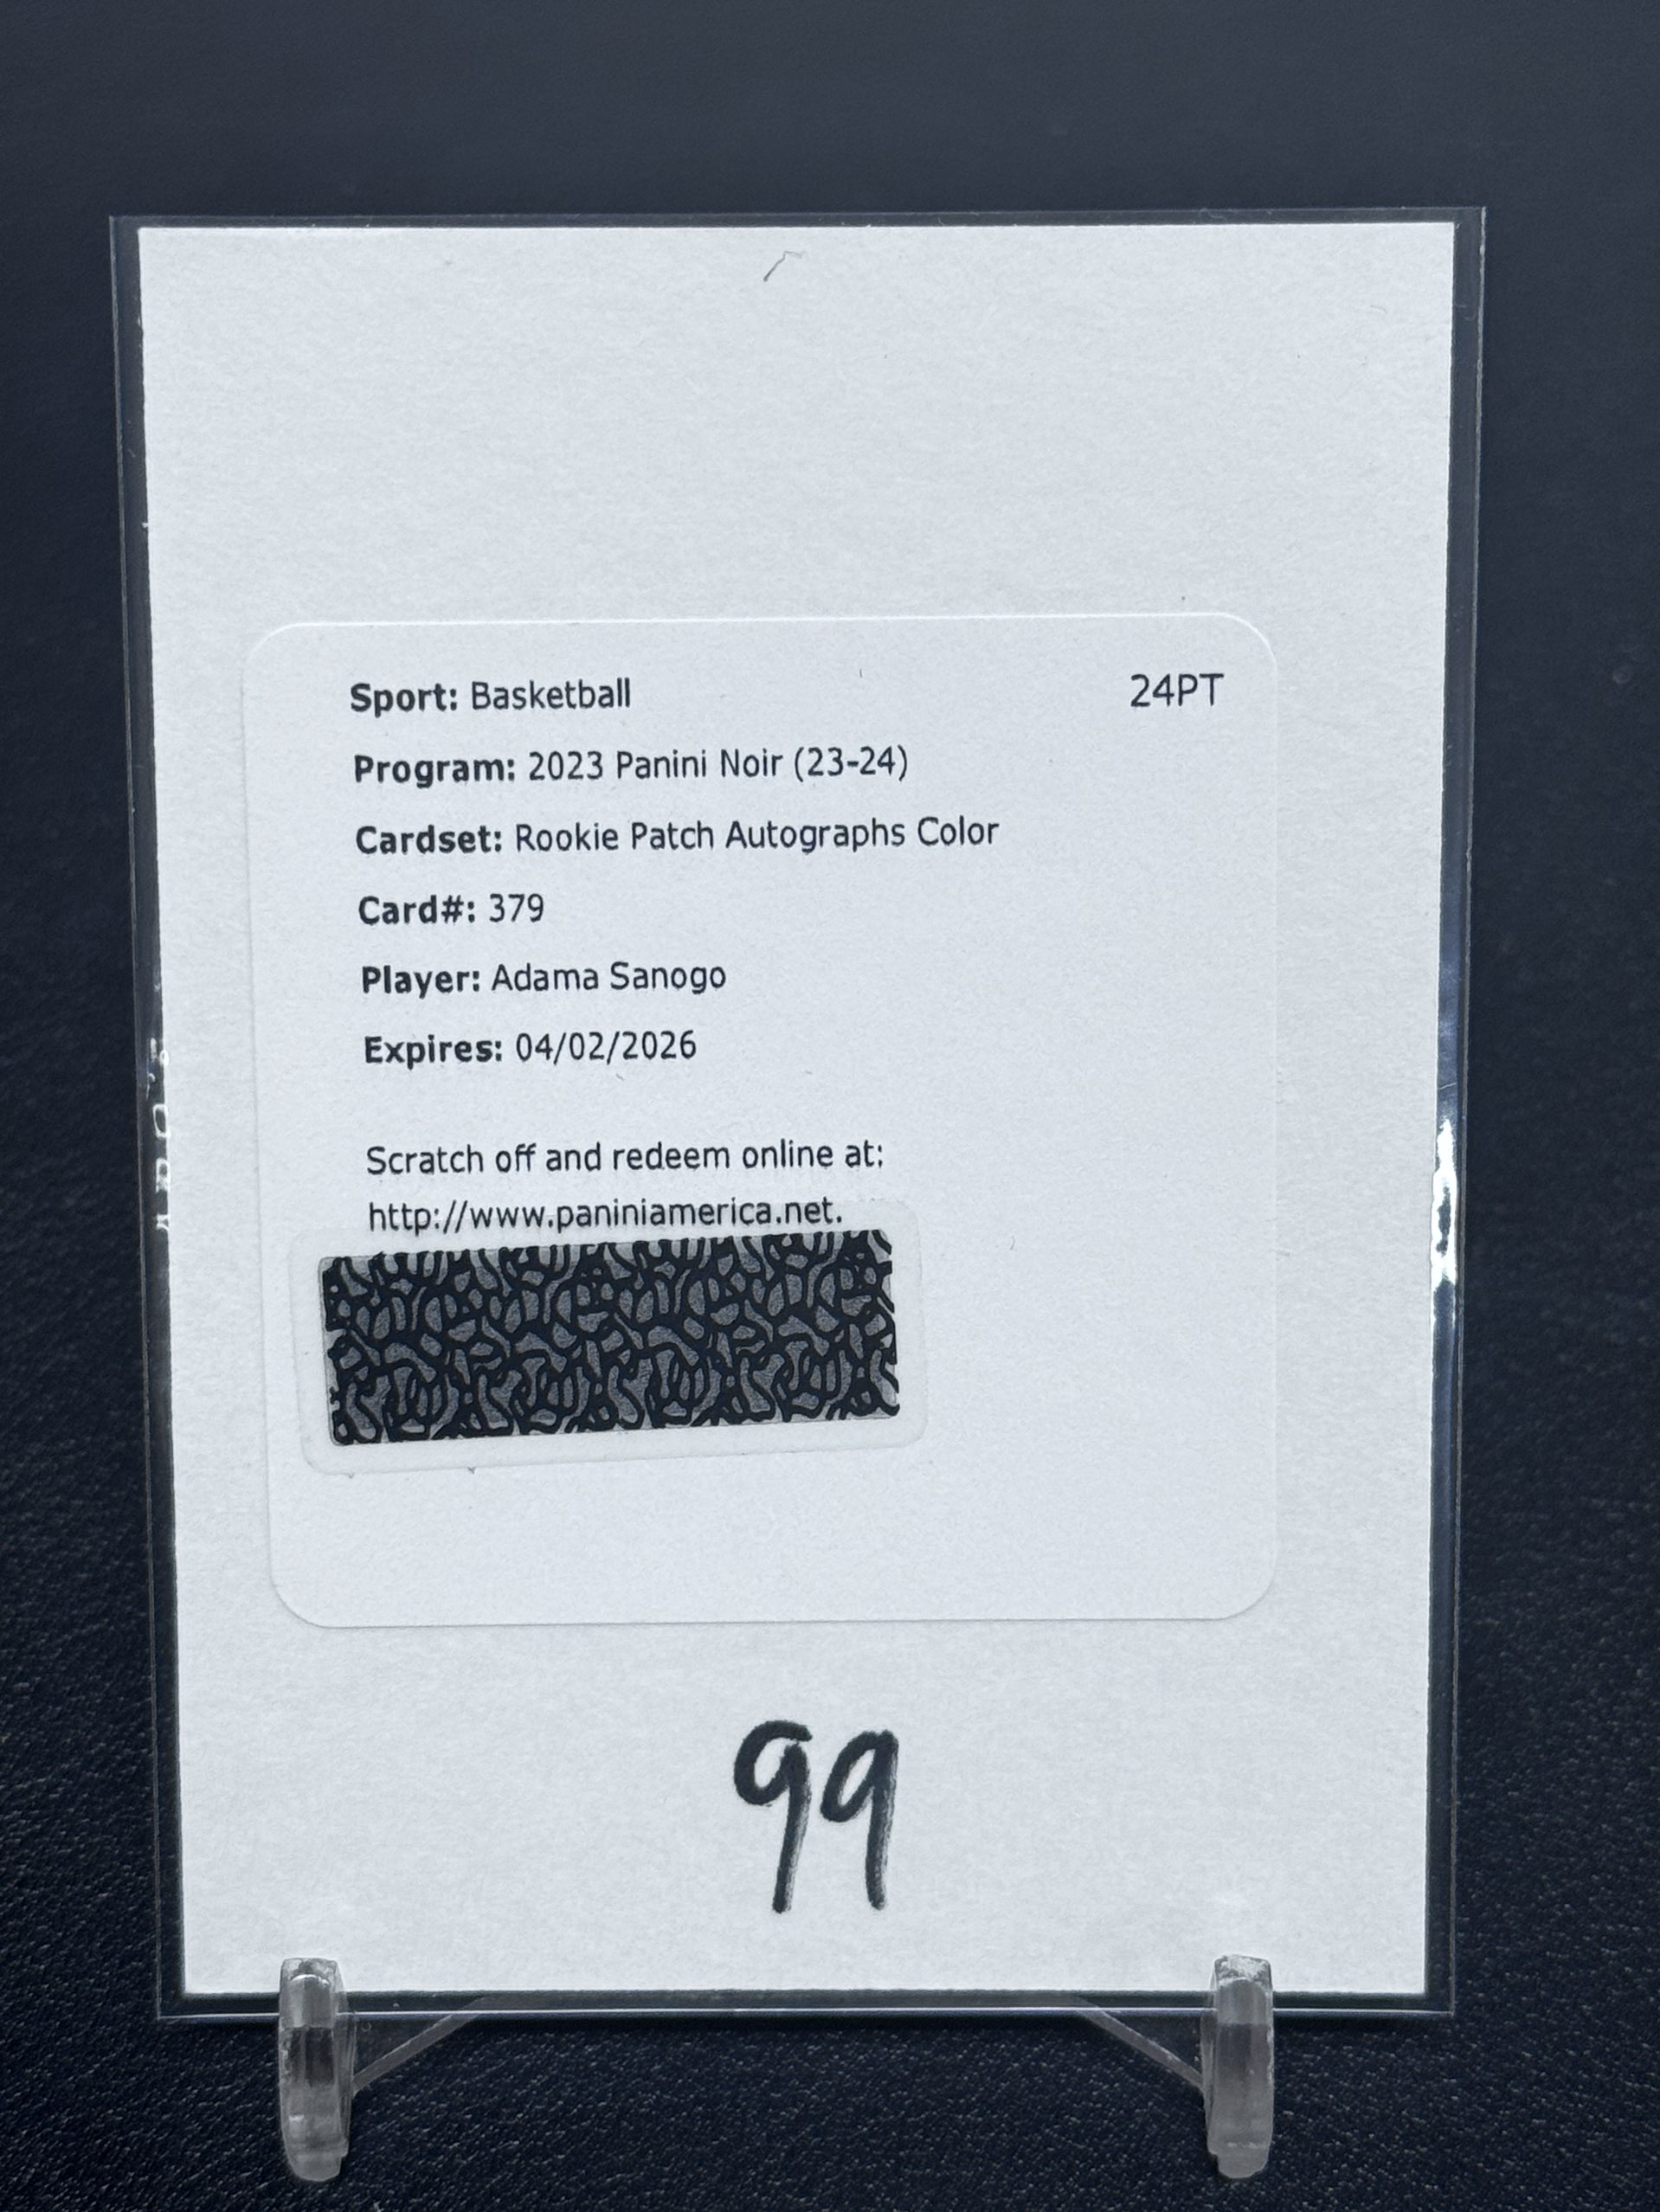 Sport: Basketball 24PT
Program: 2023 Panini Noir (23-24)
Cardset: Rookie Patch Autographs Color
Card#: 379
Player: Adama Sanogo
Expires: 04/02/2026
Scratch off and redeem online at:
http://www.paniniamerica.net.
99